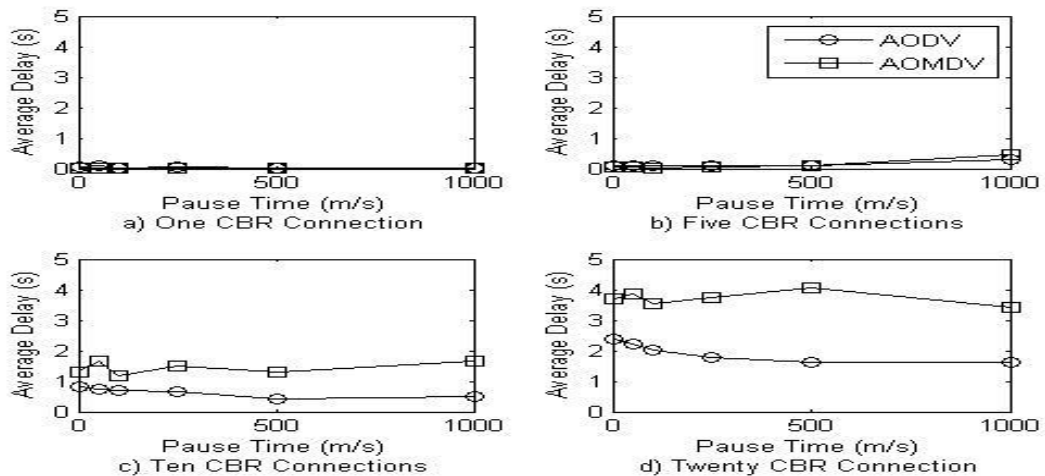 5
4
3
2
1
0
Average Delay (s)
0 500 1000
Pause Time (m/s)
a) One CBR Connection
5
4
3
2
1
0
Average Delay (s)
AODV
AOMDV
0 500 1000
Pause Time (m/s)
b) Five CBR Connections
5
4
3
2
1
0
Average Delay (s)
0 500 1000
Pause Time (m/s)
c) Ten CBR Connections
5
4
3
2
1
0
Average Delay (s)
0 500 1000
Pause Time (m/s)
d) Twenty CBR Connection